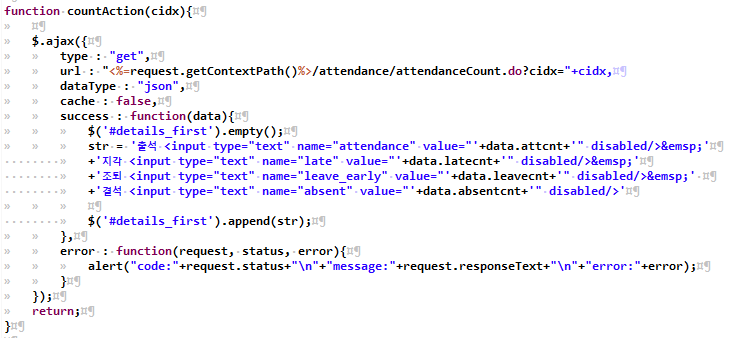 function countAction(cidx){
    
    $.ajax({
        type : "get",
        url : "<%=request.getContextPath()%>/attendance/attendanceCount.do?cidx="+cidx,
        dataType : "json",
        cache : false,
        success : function(data){
            $('#details_first').empty();
            str = '출석 <input type="text" name="attendance" value="'+data.attcnt+'" disabled/>&emsp;'
            +'지각 <input type="text" name="late" value="'+data.latecnt+'" disabled/>&emsp;'
            +'조퇴 <input type="text" name="leave_early" value="'+data.leavecnt+'" disabled/>&emsp;'
            +'결석 <input type="text" name="absent" value="'+data.absentcnt+'" disabled/>'
            
            $('#details_first').append(str);
        },
        error : function(request, status, error){
            alert("code:"+request.status+"\n"+"message:"+request.responseText+"\n"+"error:"+error);
        }
    });
    return;
}